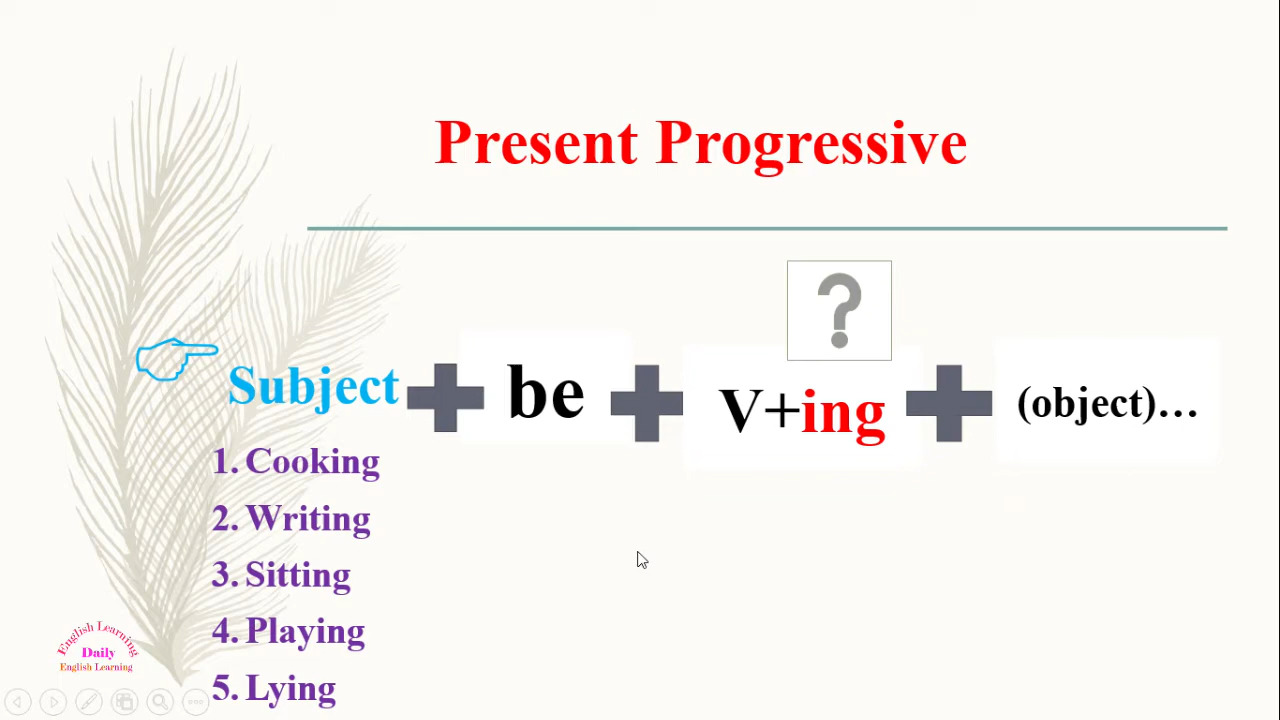 Present Progressive
?
Subject + be + V+ing + (object)...
1. Cooking
2. Writing
3. Sitting
4. Playing
5. Lying
English Learning
Daily
English Learning